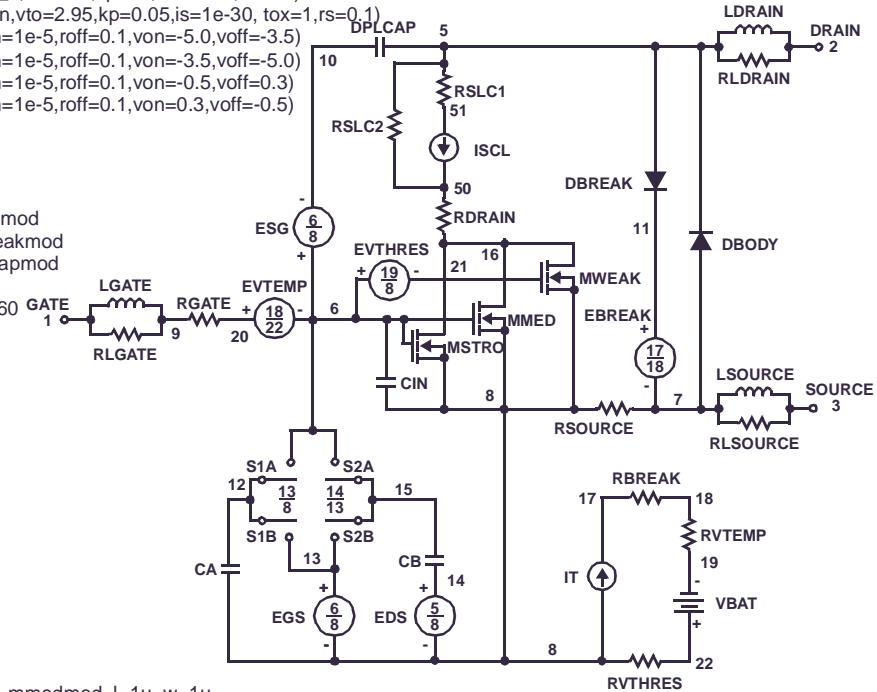 n,vto=2.95,kp=0.05,is=1e-30, tox=1,rs=0.1)
=1e-5,roff=0.1,von=-5.0,voff=-3.5)
=1e-5,roff=0.1,von=-3.5,voff=-5.0)
=1e-5,roff=0.1,von=-0.5,voff=0.3)
=1e-5,roff=0.1,von=0.3,voff=-0.5)
DPLCAP
10
5
LDRAIN
DRAIN
2
RLDRAIN
RSLC1
51
RSLC2
ISCL
50
RDRAIN
DBREAK
11
DBODY
mod
eakmod
apmod
60
ESG
6
8
-
+
EVTHRES
+
19
8
-
21
16
MWEAK
LGATE
GATE
1
RLGATE
9
RGATE
20
EVTEMP
+
18
22
-
6
MMED
MSTRO
CIN
EBREAK
+
17
18
-
8
RSOURCE
7
LSOURCE
SOURCE
3
RLSOURCE
S1A
S2A
12
13
8
14
13
15
S1B
S2B
13
CA
CB
14
+
+
EGS
6
8
-
EDS
5
8
-
RBREAK
17
18
RVTEMP
19
IT
-
VBAT
+
8
22
RVTHRES
mmedmod l=1u w=1u